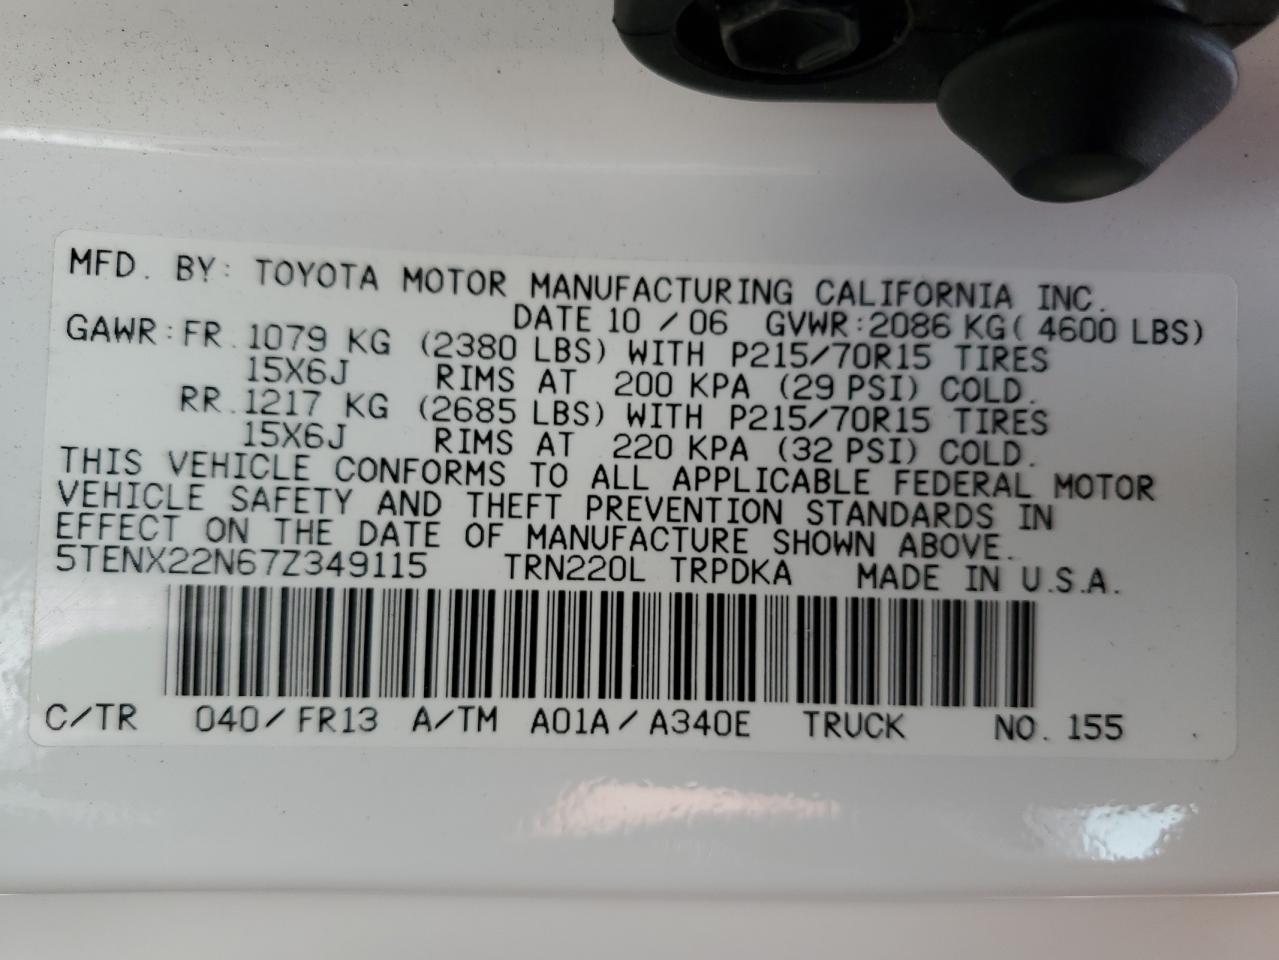 MFD. BY: TOYOTA MOTOR MANUFACTURING CALIFORNIA INC.
DATE 10 / 06 GVWR:2086 KG( 4600 LBS)
GAWR:FR. 1079 KG (2380 LBS) WITH P215/70R15 TIRES
15X6J RIMS AT 200 KPA (29 PSI) COLD.
RR. 1217 KG (2685 LBS) WITH P215/70R15 TIRES
15X6J RIMS AT 220 KPA (32 PSI) COLD.
THIS VEHICLE CONFORMS TO ALL APPLICABLE FEDERAL MOTOR
VEHICLE SAFETY AND THEFT PREVENTION STANDARDS IN
EFFECT ON THE DATE OF MANUFACTURE SHOWN ABOVE.
5TENX22N67Z349115 TRN220L TRPDKA MADE IN U.S.A.
C/TR 040/FR13 A/TM A01A/A340E TRUCK NO. 155